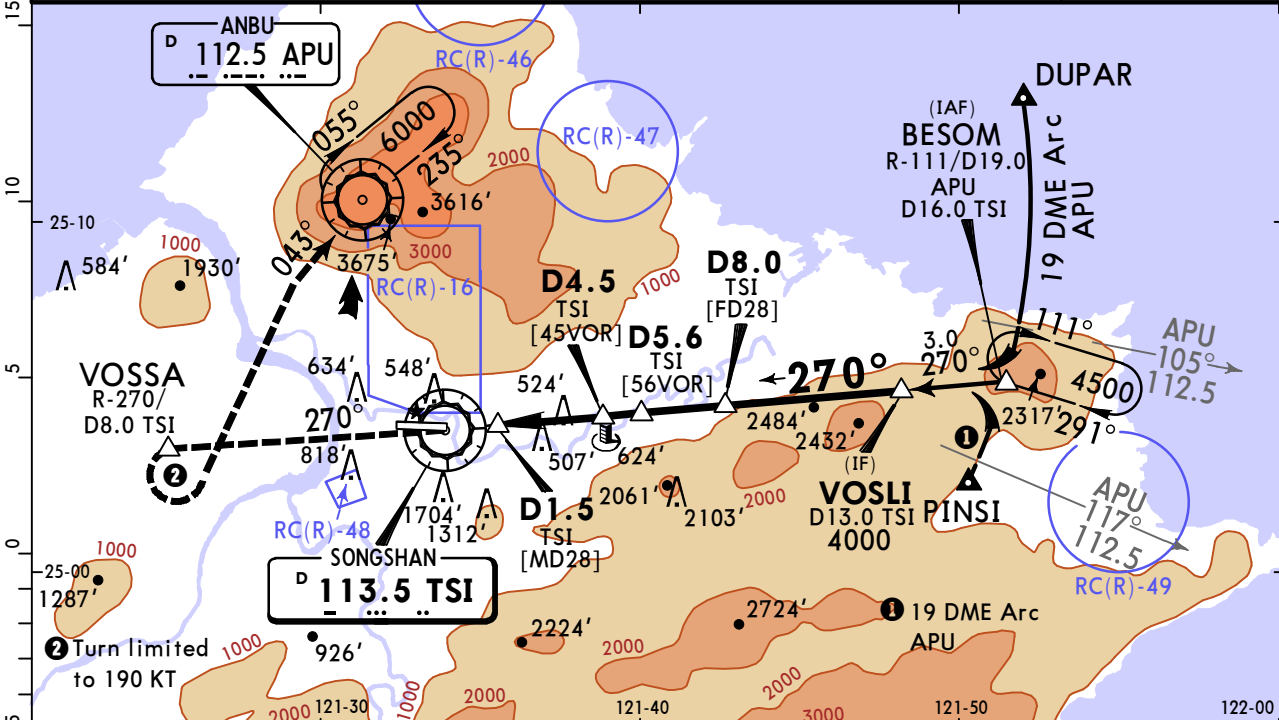 15
ANBU
D 112.5 APU
RC(R)-46
RC(R)-47
DUPAR
(IAF)
BESOM
R-111/D19.0
APU
D16.0 TSI
19 DME Arc
APU
055°
6000
235°
2000
3616'
10
25-10
043°
3675'
3000
1000
584'
1930'
RC(R)-16
1000
D4.5
TSI
[45VOR]
D5.6
TSI
[56VOR]
D8.0
TSI
[FD28]
3.0
270°
270°
111°
4500
291°
APU
105°
112.5
5
VOSSA
R-270/
D8.0 TSI
634'
548'
524'
270°
2484'
2432'
2317'
1
2
818'
507'
624'
(IF)
VOSLI
D13.0 TSI
4000
PINSI
APU
117°
112.5
2061'
2103'
2000
RC(R)-48
1704'
1312'
D1.5
TSI
[MD28]
RC(R)-49
0
25-00
1000
1287'
SONGSHAN
D 113.5 TSI
2724'
1 19 DME Arc
APU
2224'
2000
2 Turn limited
to 190 KT
1000
926'
1000
2000
2000
2000
3000
5
121-30
121-40
121-50
122-00